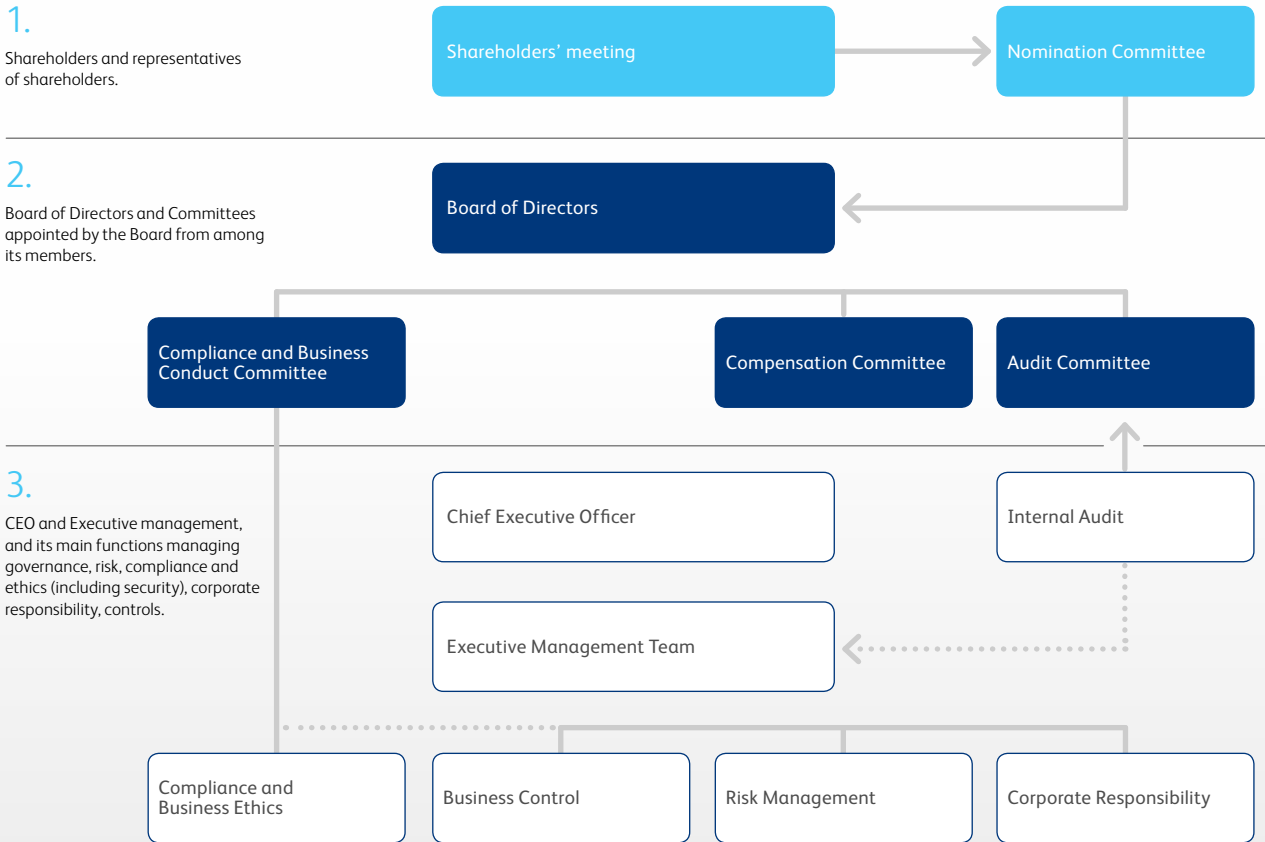 1.
Shareholders and representatives
of shareholders.
Shareholders’ meeting
Nomination Committee
2.
Board of Directors and Committees
appointed by the Board from among
its members.
Board of Directors
Compliance and Business
Conduct Committee
Compensation Committee
Audit Committee
3.
CEO and Executive management,
and its main functions managing
governance, risk, compliance and
ethics (including security), corporate
responsibility, controls.
Chief Executive Officer
Internal Audit
Executive Management Team
Compliance and
Business Ethics
Business Control
Risk Management
Corporate Responsibility